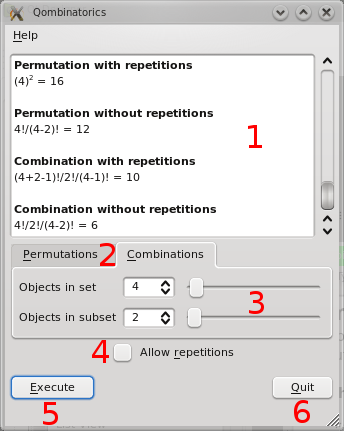 Qombinatorics
Help
Permutation with repetitions
(4)² = 16
Permutation without repetitions
4!/(4-2)! = 12
1
Combination with repetitions
(4+2-1)!/2!/(4-1)! = 10
Combination without repetitions
4!/2!/(4-2)! = 6
Permutations 2 Combinations
Objects in set 4
3
Objects in subset 2
4 Allow repetitions
Execute Quit
5 6